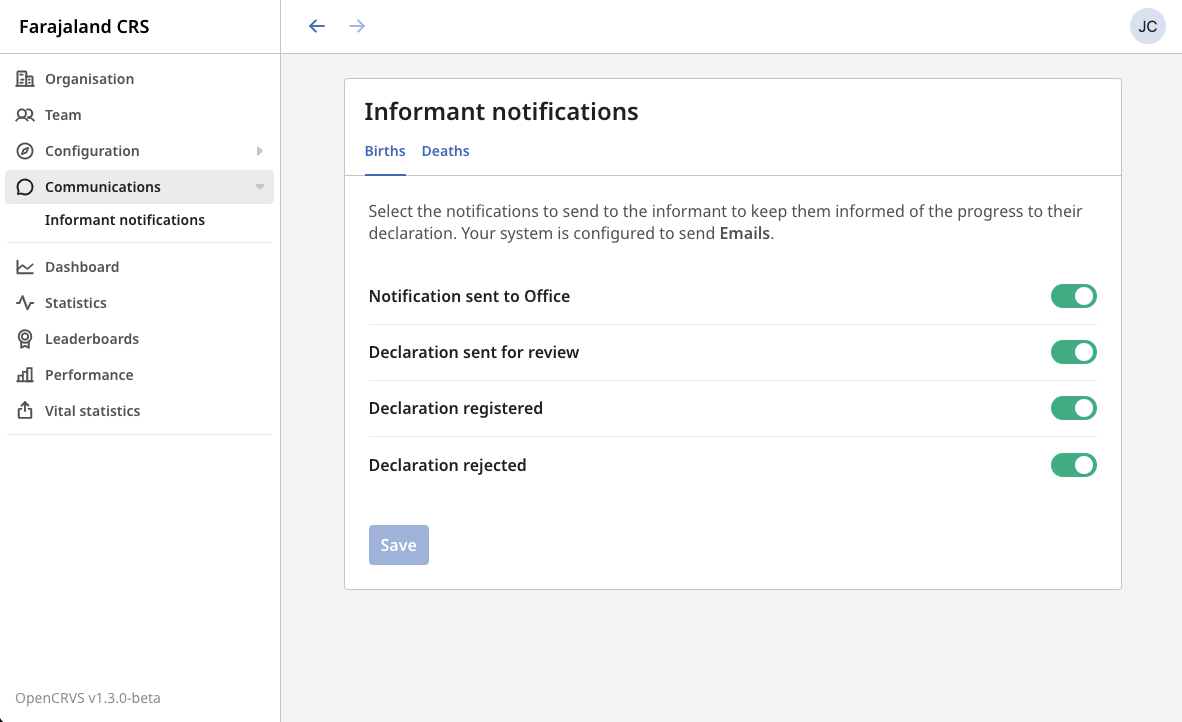 Farajaland CRS
JC
Organisation
Team
Configuration
Communications
Informant notifications
Dashboard
Statistics
Leaderboards
Performance
Vital statistics
OpenCRVS v1.3.0-beta
Informant notifications
Births Deaths
Select the notifications to send to the informant to keep them informed of the progress to their
declaration. Your system is configured to send Emails.
Notification sent to Office
Declaration sent for review
Declaration registered
Declaration rejected
Save